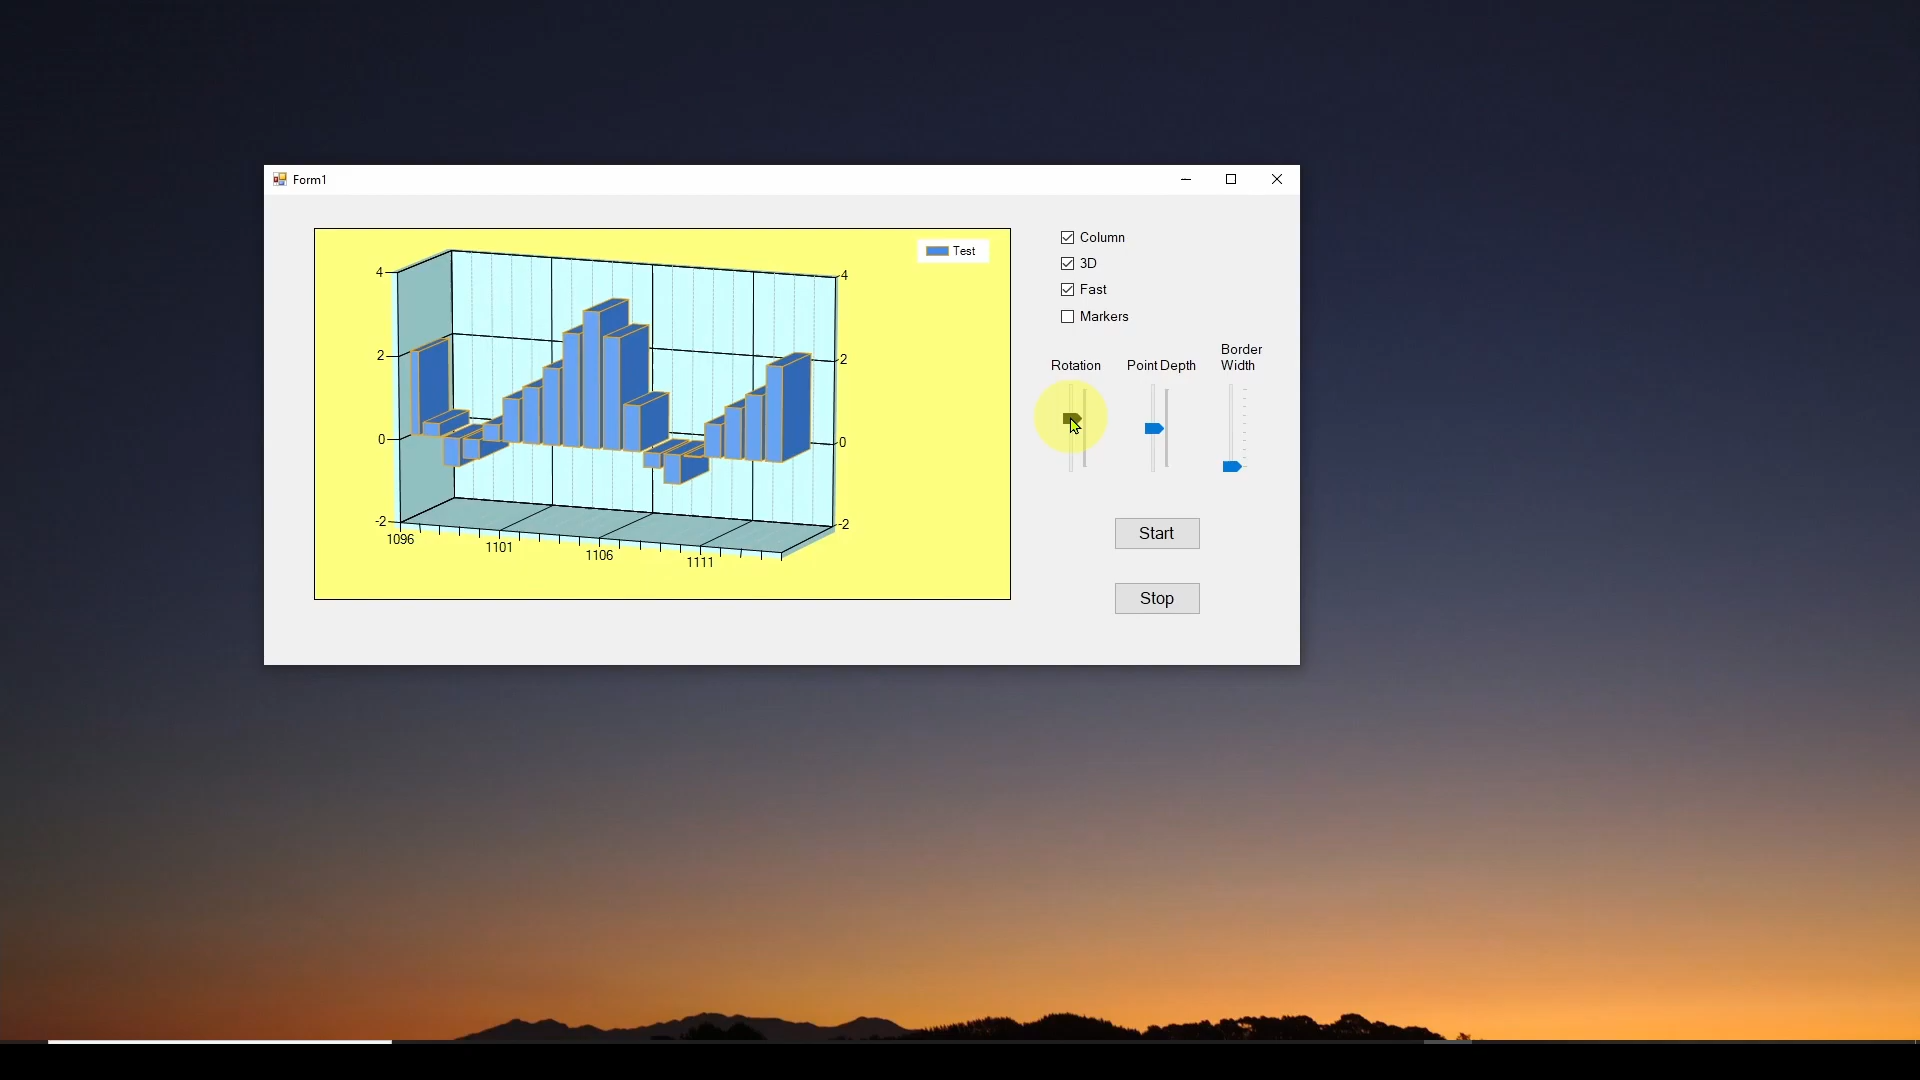 Form1
Test
4
2
0
-2
4
2
0
-2
1096
1101
1106
1111
Column
3D
Fast
Markers
Rotation
Point Depth
Border
Width
Start
Stop